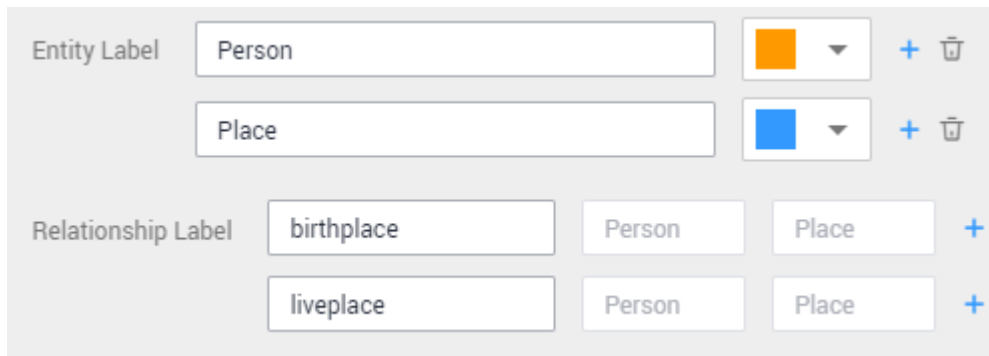 Entity Label Person
Place
Relationship Label birthplace Person Place
liveplace Person Place